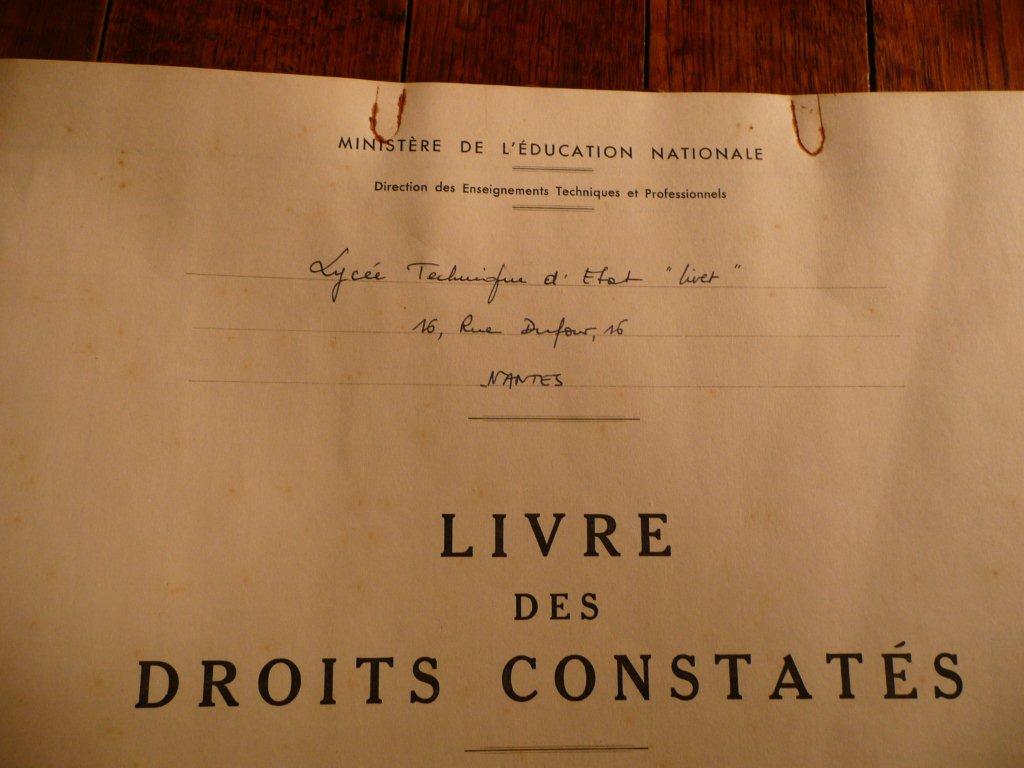 MINISTÈRE DE L'ÉDUCATION NATIONALE
Direction des Enseignements Techniques et Professionnels
Lycée Technique d'Etat "Livet"
16, Rue Dufour, 16
NANTES
LIVRE
DES
DROITS CONSTATÉS